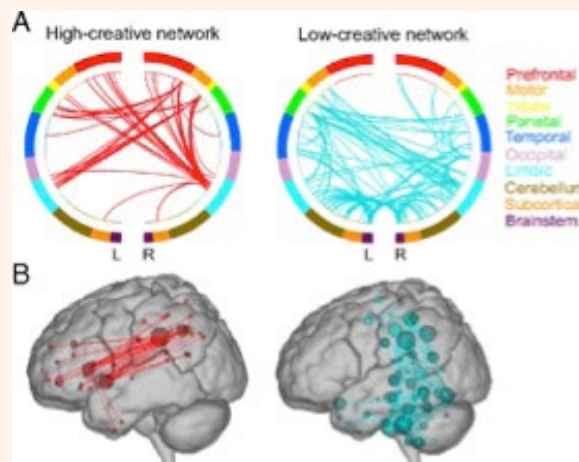 A
High-creative network
Low-creative network
Prefrontal
Motor
Insula
Parietal
Temporal
Occipital
Limbic
Cerebellum
Subcortical
Brainstem
L R
L R
B